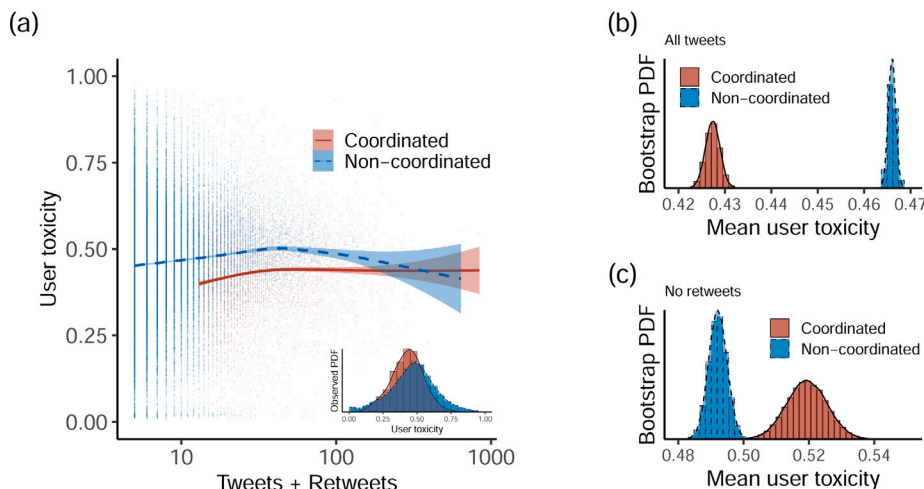 (a)
1.00
0.75
0.50
0.25
0.00
User toxicity
Coordinated
Non-coordinated
Observed PDF
0.00 0.25 0.50 0.75 1.00
User toxicity
10 100 1000
Tweets + Retweets
(b)
All tweets
Bootstrap PDF
Coordinated
Non-coordinated
0.42 0.43 0.44 0.45 0.46 0.47
Mean user toxicity
(c)
No retweets
Bootstrap PDF
Coordinated
Non-coordinated
0.48 0.50 0.52 0.54
Mean user toxicity